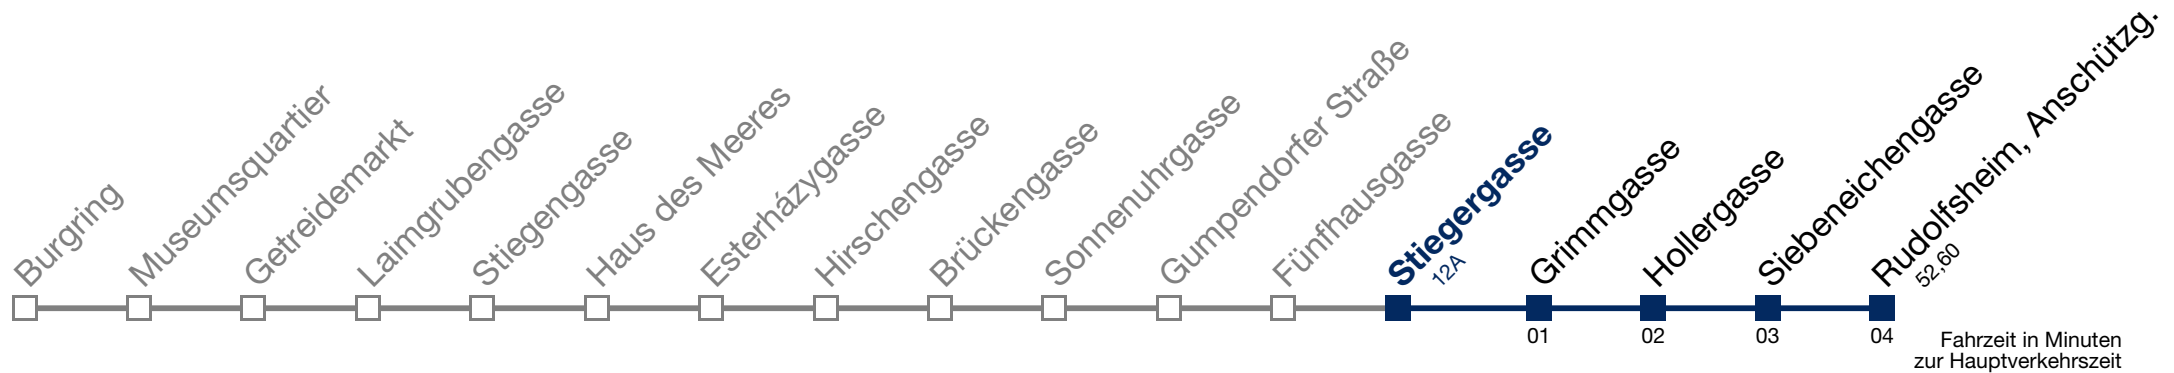 Burgring
Museumsquartier
Getreidemarkt
Laimgrubengasse
Stiegengasse
Haus des Meeres
Esterházygasse
Hirschengasse
Brückengasse
Sonnenuhrgasse
Gumpendorfer Straße
Fünfhausgasse
Stiegergasse
12A
Grimmgasse
Hollergasse
Siebeneichengasse
Rudolfsheim, Anschützg.
52,60
01
02
03
04
Fahrzeit in Minuten
zur Hauptverkehrszeit